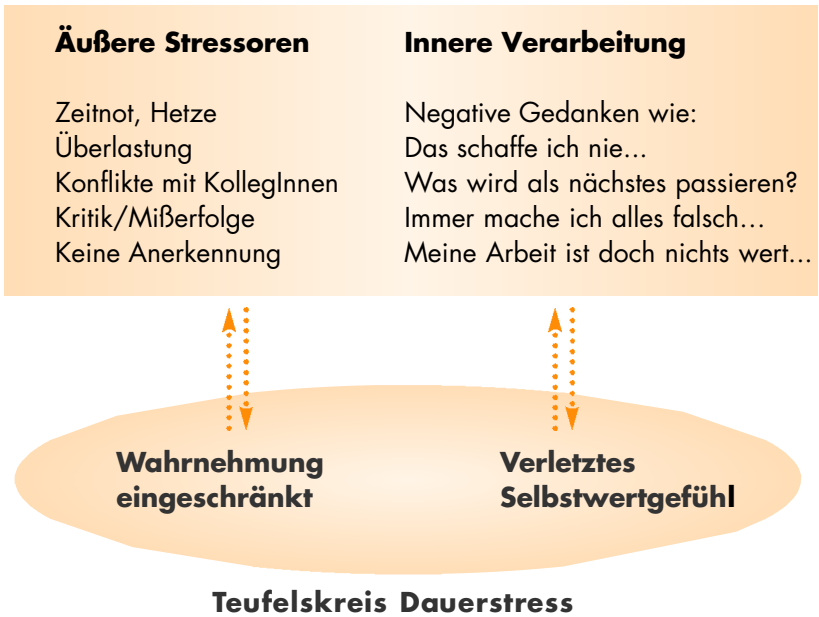 Äußere Stressoren
Zeitnot, Hetze
Überlastung
Konflikte mit KollegInnen
Kritik/Mißerfolge
Keine Anerkennung
Innere Verarbeitung
Negative Gedanken wie:
Das schaffe ich nie...
Was wird als nächstes passieren?
Immer mache ich alles falsch...
Meine Arbeit ist doch nichts wert...
Wahrnehmung
eingeschränkt
Verletztes
Selbstwertgefühl
Teufelskreis Dauerstress